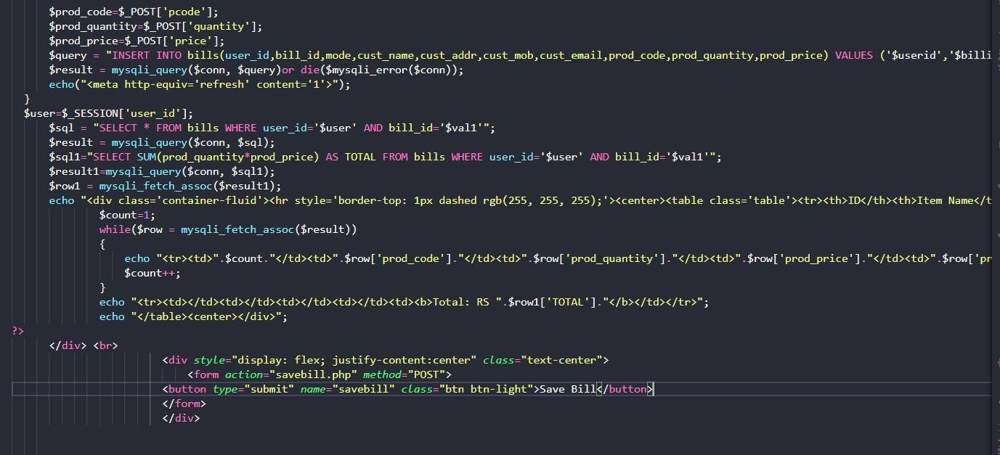 $prod_code=$_POST['pcode'];
$prod_quantity=$_POST['quantity'];
$prod_price=$_POST['price'];
$query = "INSERT INTO bills(user_id,bill_id,mode,cust_name,cust_addr,cust_mob,cust_email,prod_code,prod_quantity,prod_price) VALUES ('$userid','$billi
$result = mysqli_query($conn, $query)or die($mysqli_error($conn));
echo("<meta http-equiv='refresh' content='1'>");
}
$user=$_SESSION['user_id'];
$sql = "SELECT * FROM bills WHERE user_id='$user' AND bill_id='$val1'";
$result = mysqli_query($conn, $sql);
$sql1="SELECT SUM(prod_quantity*prod_price) AS TOTAL FROM bills WHERE user_id='$user' AND bill_id='$val1'";
$result1=mysqli_query($conn, $sql1);
$row1 = mysqli_fetch_assoc($result1);
echo "<div class='container-fluid'><hr style='border-top: 1px dashed rgb(255, 255, 255);'><center><table class='table'><tr><th>ID</th><th>Item Name</t
$count=1;
while($row = mysqli_fetch_assoc($result))
{
echo "<tr><td>".$count."</td><td>".$row['prod_code']."</td><td>".$row['prod_quantity']."</td><td>".$row['prod_price']."</td><td>".$row['pr
$count++;
}
echo "<tr><td></td><td></td><td></td><td></td><td><b>Total: RS ".$row1['TOTAL']."</b></td></tr>";
echo "</table><center></div>";
?>
</div> <br>
<div style="display: flex; justify-content:center" class="text-center">
<form action="savebill.php" method="POST">
<button type="submit" name="savebill" class="btn btn-light">Save Bill</button>
</form>
</div>